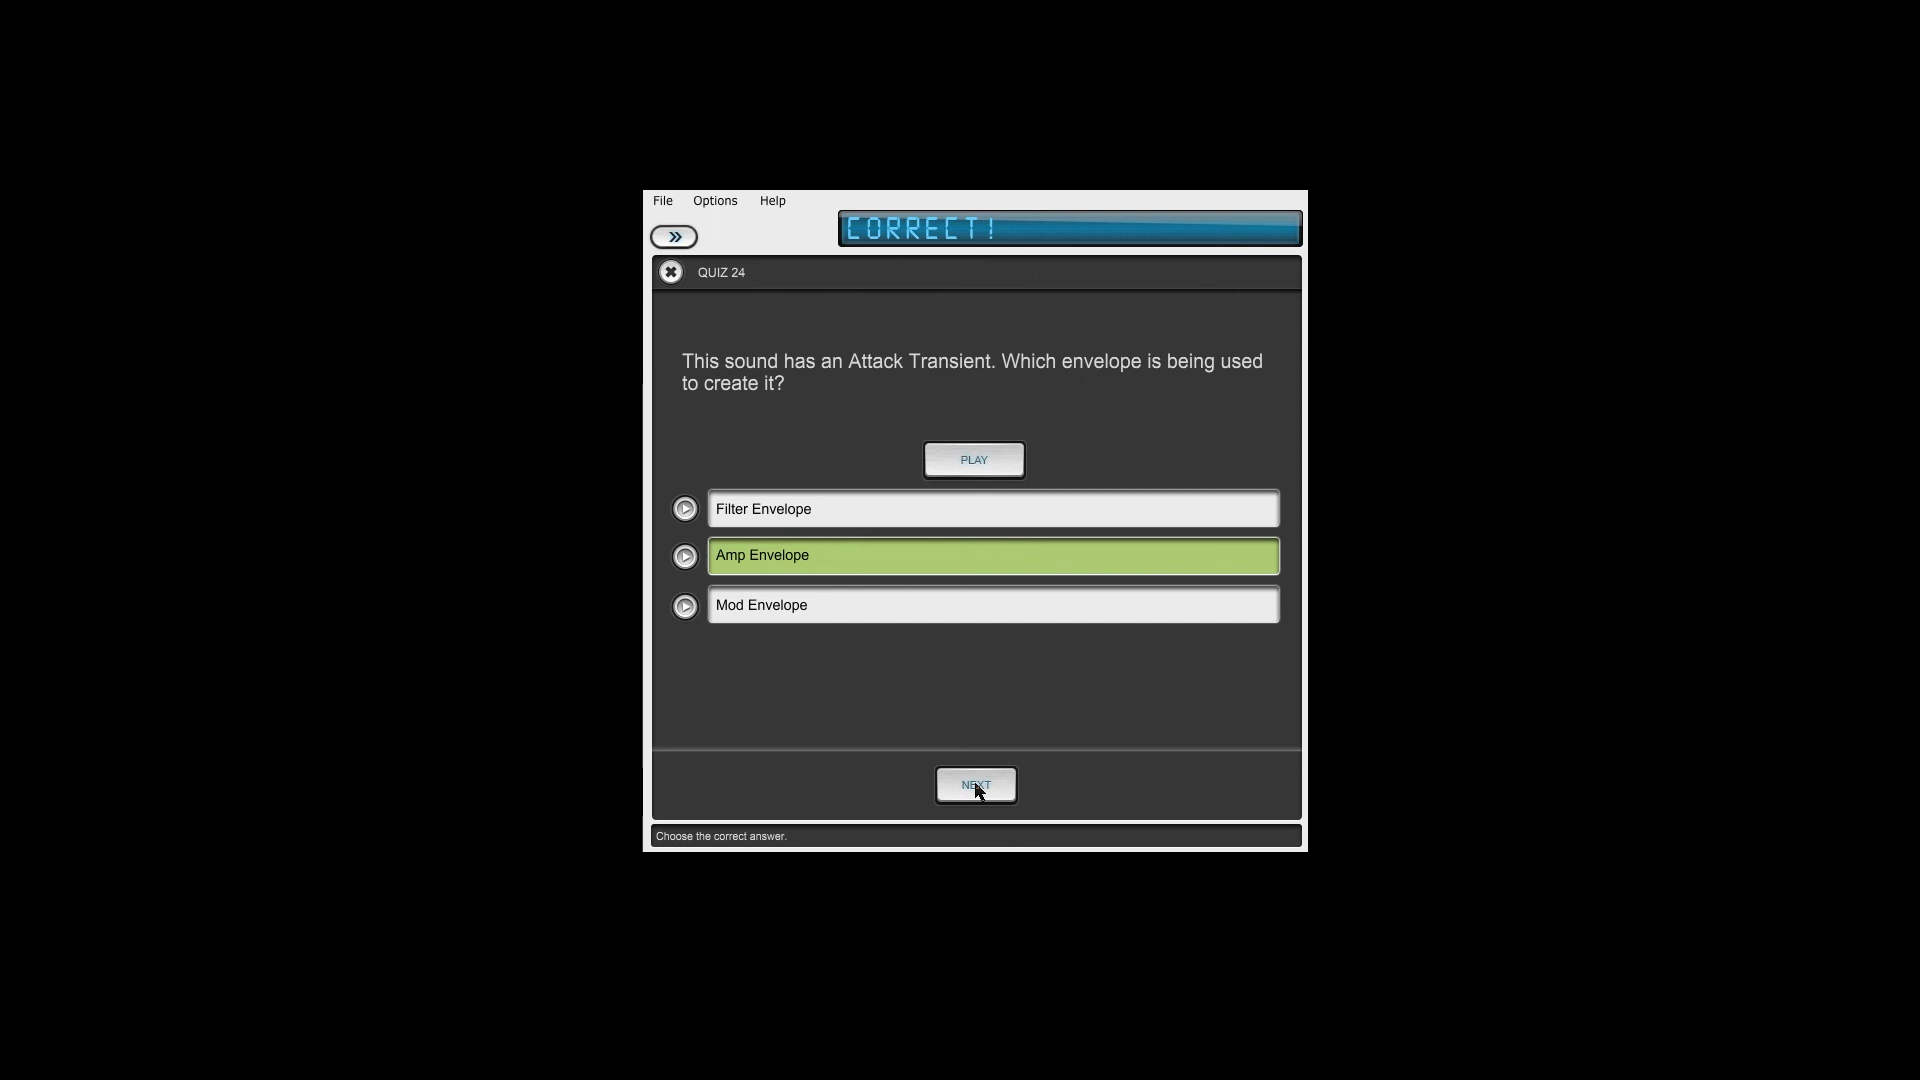 File Options Help
CORRECT!
QUIZ 24
This sound has an Attack Transient. Which envelope is being used
to create it?
PLAY
Filter Envelope
Amp Envelope
Mod Envelope
NEXT
Choose the correct answer.